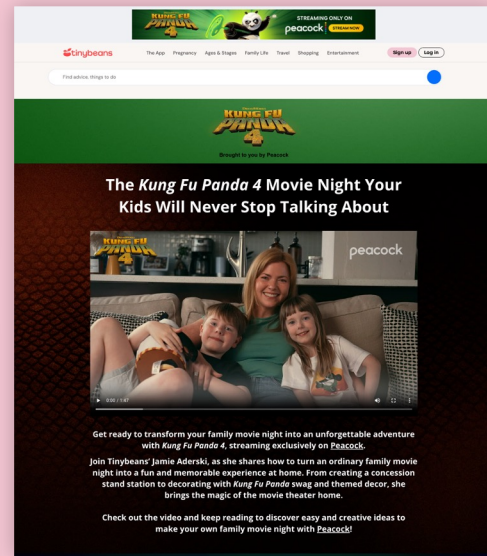 KUNG FU
PANDA
4
STREAMING ONLY ON
peacock
STREAM NOW
tinybeans
The App Pregnancy Ages & Stages Family Life Travel Shopping Entertainment
Sign up Log In
Find advice, things to do
KUNG FU
PANDA
4
Brought to you by Peacock
The Kung Fu Panda 4 Movie Night Your
Kids Will Never Stop Talking About
KUNG FU
PANDA
4
peacock
0:00 / 1:07
Get ready to transform your family movie night into an unforgettable adventure
with Kung Fu Panda 4, streaming exclusively on Peacock.
Join Tinybeans' Jamie Aderski, as she shares how to turn an ordinary family movie
night into a fun and memorable experience at home. From creating a concession
stand station to decorating with Kung Fu Panda swag and themed decor, she
brings the magic of the movie theater home.
Check out the video and keep reading to discover easy and creative ideas to
make your own family movie night with Peacock!